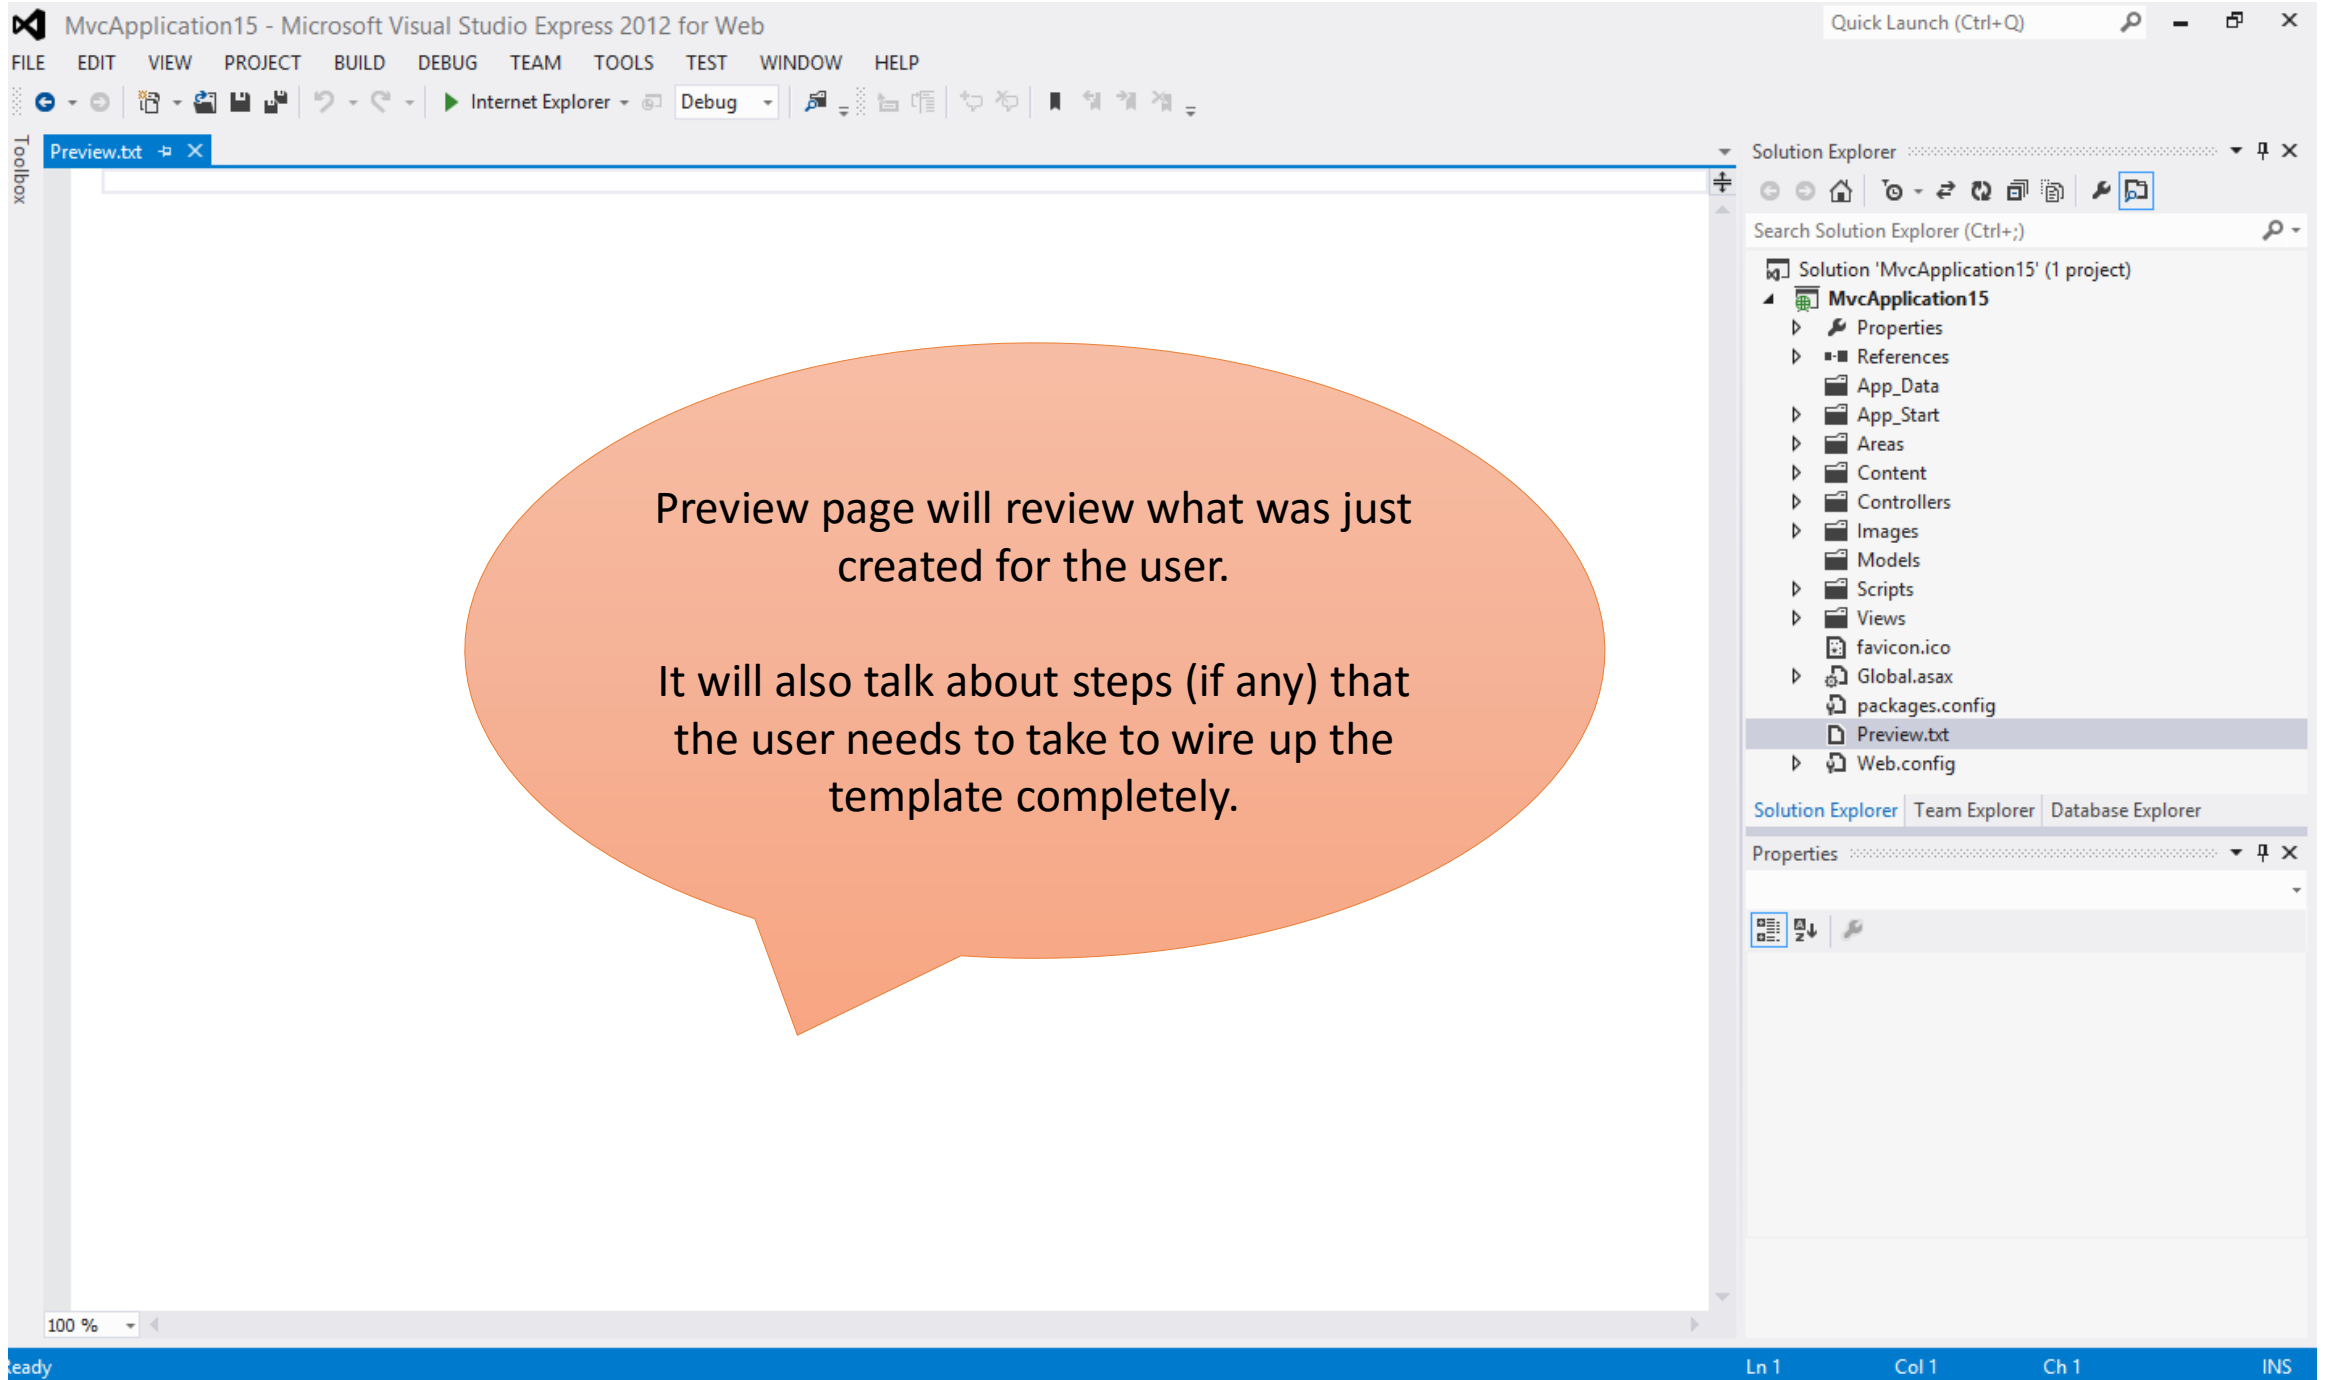 MvcApplication15 - Microsoft Visual Studio Express 2012 for Web
Quick Launch (Ctrl+Q)
FILE EDIT VIEW PROJECT BUILD DEBUG TEAM TOOLS TEST WINDOW HELP
Internet Explorer Debug
Toolbox
Preview.txt
Preview page will review what was just
created for the user.
It will also talk about steps (if any) that
the user needs to take to wire up the
template completely.
100 %
Solution Explorer
Search Solution Explorer (Ctrl+;)
Solution 'MvcApplication15' (1 project)
MvcApplication15
Properties
References
App_Data
App_Start
Areas
Content
Controllers
Images
Models
Scripts
Views
favicon.ico
Global.asax
packages.config
Preview.txt
Web.config
Solution Explorer Team Explorer Database Explorer
Properties
Ready Ln 1 Col 1 Ch 1 INS